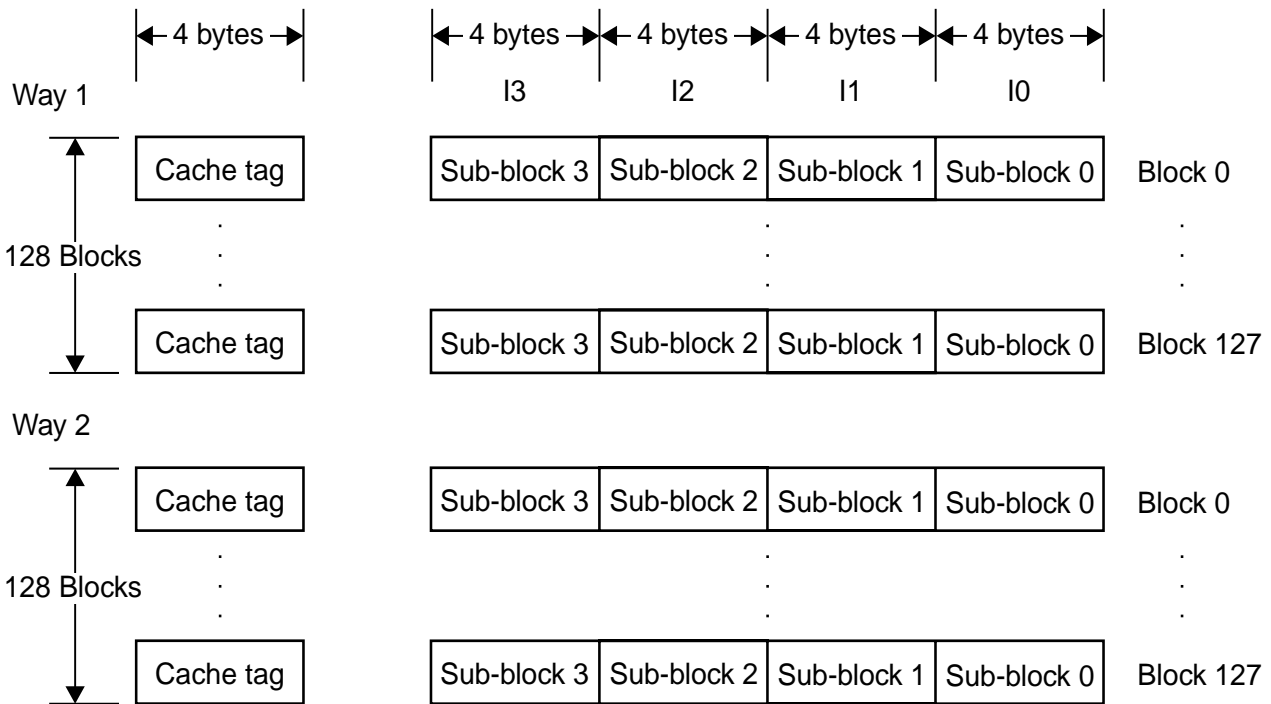 4 bytes 4 bytes 4 bytes 4 bytes 4 bytes
Way 1 I3 I2 I1 I0
Cache tag Sub-block 3 Sub-block 2 Sub-block 1 Sub-block 0 Block 0
128 Blocks
Cache tag Sub-block 3 Sub-block 2 Sub-block 1 Sub-block 0 Block 127
Way 2
Cache tag Sub-block 3 Sub-block 2 Sub-block 1 Sub-block 0 Block 0
128 Blocks
Cache tag Sub-block 3 Sub-block 2 Sub-block 1 Sub-block 0 Block 127